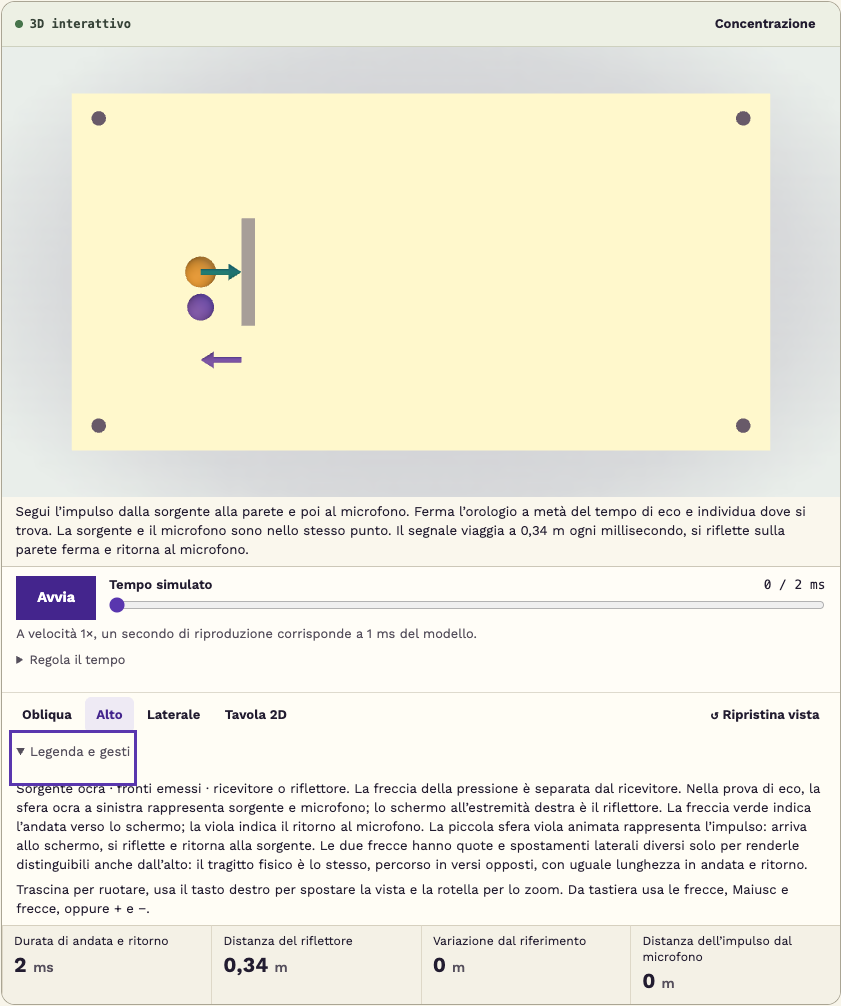 3D interattivo
Concentrazione
Segui l’impulso dalla sorgente alla parete e poi al microfono. Ferma l’orologio a metà del tempo di eco e individua dove si
trova. La sorgente e il microfono sono nello stesso punto. Il segnale viaggia a 0,34 m ogni millisecondo, si riflette sulla
parete ferma e ritorna al microfono.
Avvia
Tempo simulato
0 / 2 ms
A velocità 1×, un secondo di riproduzione corrisponde a 1 ms del modello.
▶ Regola il tempo
Obliqua
Alto
Laterale
Tavola 2D
↺ Ripristina vista
▼ Legenda e gesti
Sorgente ocra · fronti emessi · ricevitore o riflettore. La freccia della pressione è separata dal ricevitore. Nella prova di eco, la
sfera ocra a sinistra rappresenta sorgente e microfono; lo schermo all’estremità destra è il riflettore. La freccia verde indica
l’andata verso lo schermo; la viola indica il ritorno al microfono. La piccola sfera viola animata rappresenta l’impulso: arriva
allo schermo, si riflette e ritorna alla sorgente. Le due frecce hanno quote e spostamenti laterali diversi solo per renderle
distinguibili anche dall’alto: il tragitto fisico è lo stesso, percorso in versi opposti, con uguale lunghezza in andata e ritorno.
Trascina per ruotare, usa il tasto destro per spostare la vista e la rotella per lo zoom. Da tastiera usa le frecce, Maiusc e
frecce, oppure + e −.
Durata di andata e ritorno
2 ms
Distanza del riflettore
0,34 m
Variazione dal riferimento
0 m
Distanza dell’impulso dal
microfono
0 m